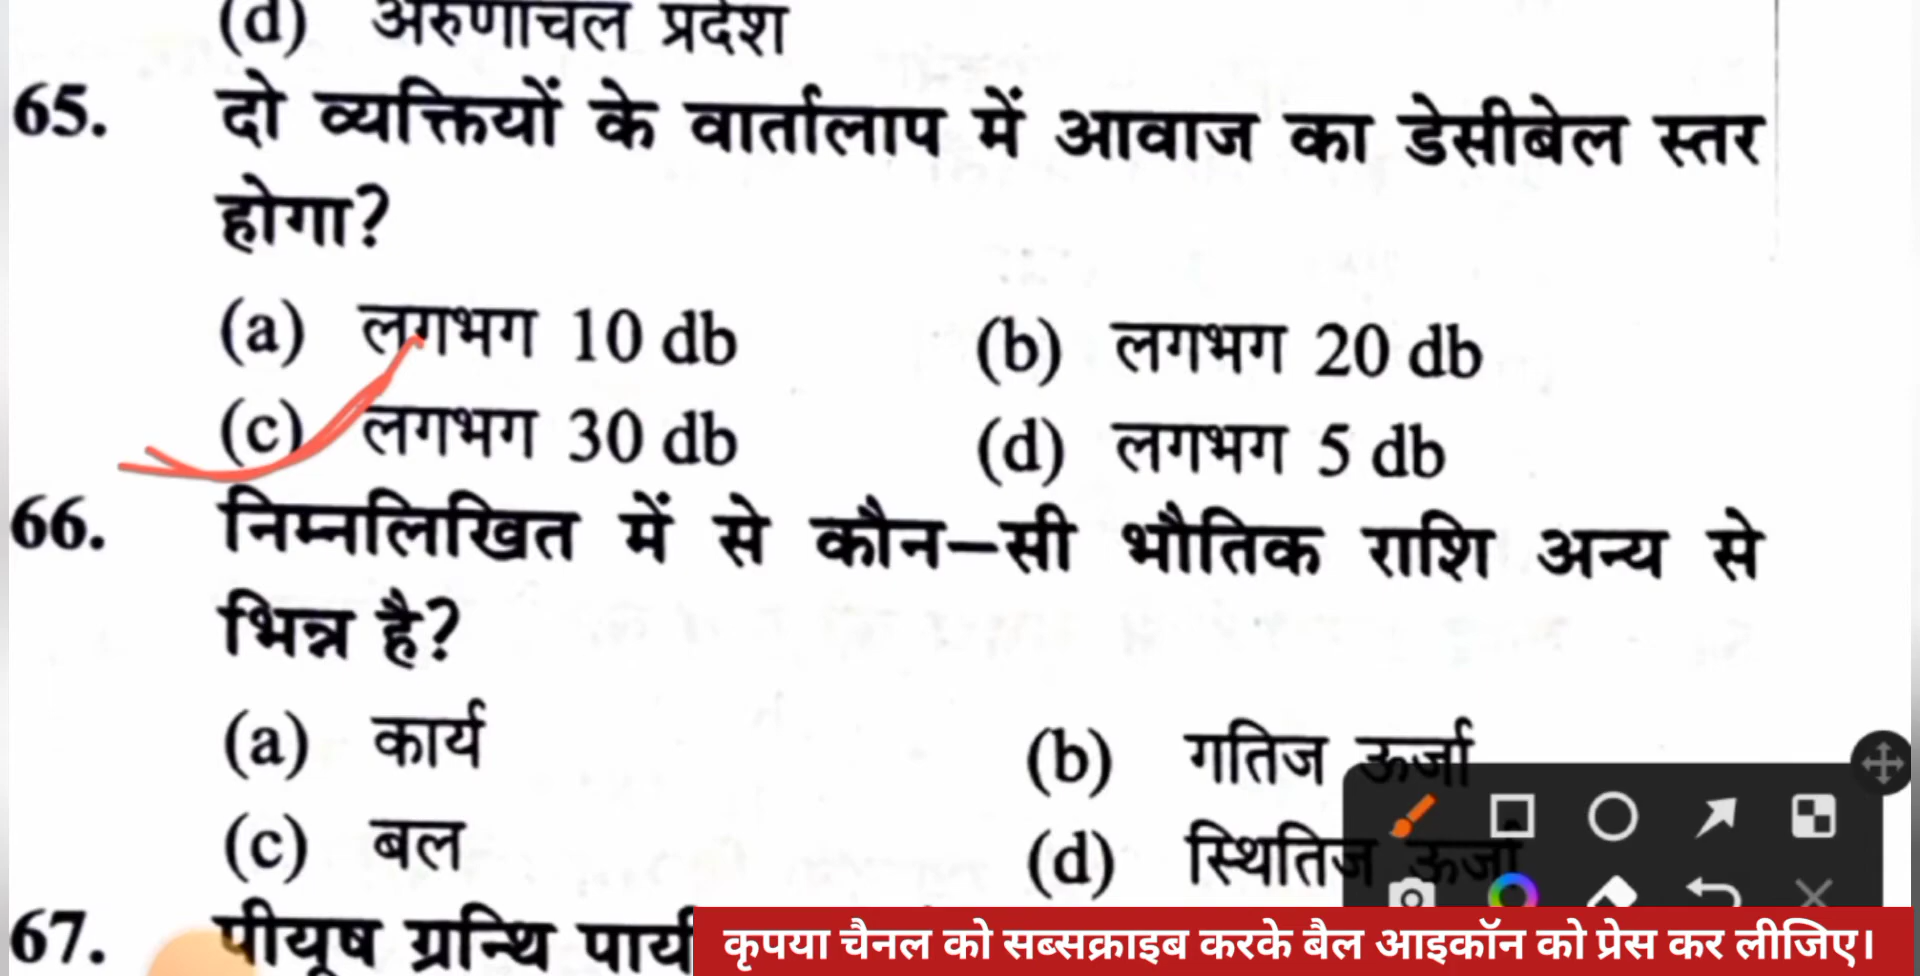 (d) अरुणाचल प्रदेश
65. दो व्यक्तियों के वार्तालाप में आवाज का डेसीबेल स्तर
होगा?
(a) लगभग 10 db (b) लगभग 20 db
(c) लगभग 30 db (d) लगभग 5 db
66. निम्नलिखित में से कौन-सी भौतिक राशि अन्य से
भिन्न है?
(a) कार्य (b) गतिज ऊर्जा
(c) बल (d) स्थितिज ऊर्जा
67. पीयूष ग्रन्थि
कृपया चैनल को सब्सक्राइब करके बैल आइकॉन को प्रेस कर लीजिए।